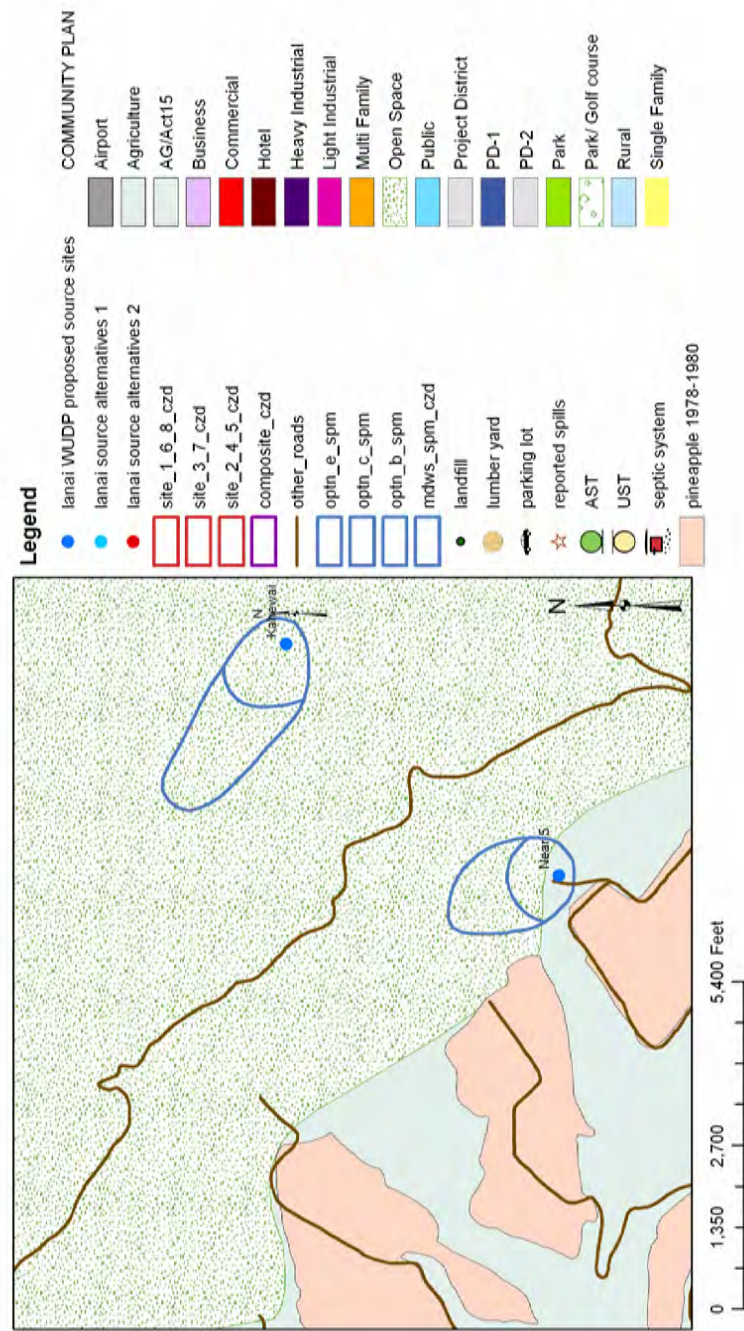 Legend
lanai WUDP proposed source sites
lanai source alternatives 1
lanai source alternatives 2
site_1_6_8_czd
site_3_7_czd
site_2_4_5_czd
composite_czd
other_roads
optn_e_spm
optn_c_spm
optn_b_spm
mdws_spm_czd
landfill
lumber yard
parking lot
reported spills
AST
UST
septic system
pineapple 1978-1980
COMMUNITY PLAN
Airport
Agriculture
AG/Act15
Business
Commercial
Hotel
Heavy Industrial
Light Industrial
Multi Family
Open Space
Public
Project District
PD-1
PD-2
Park
Park/ Golf course
Rural
Single Family
N
Kahewai
Near 5
N
0 1,350 2,700 5,400 Feet